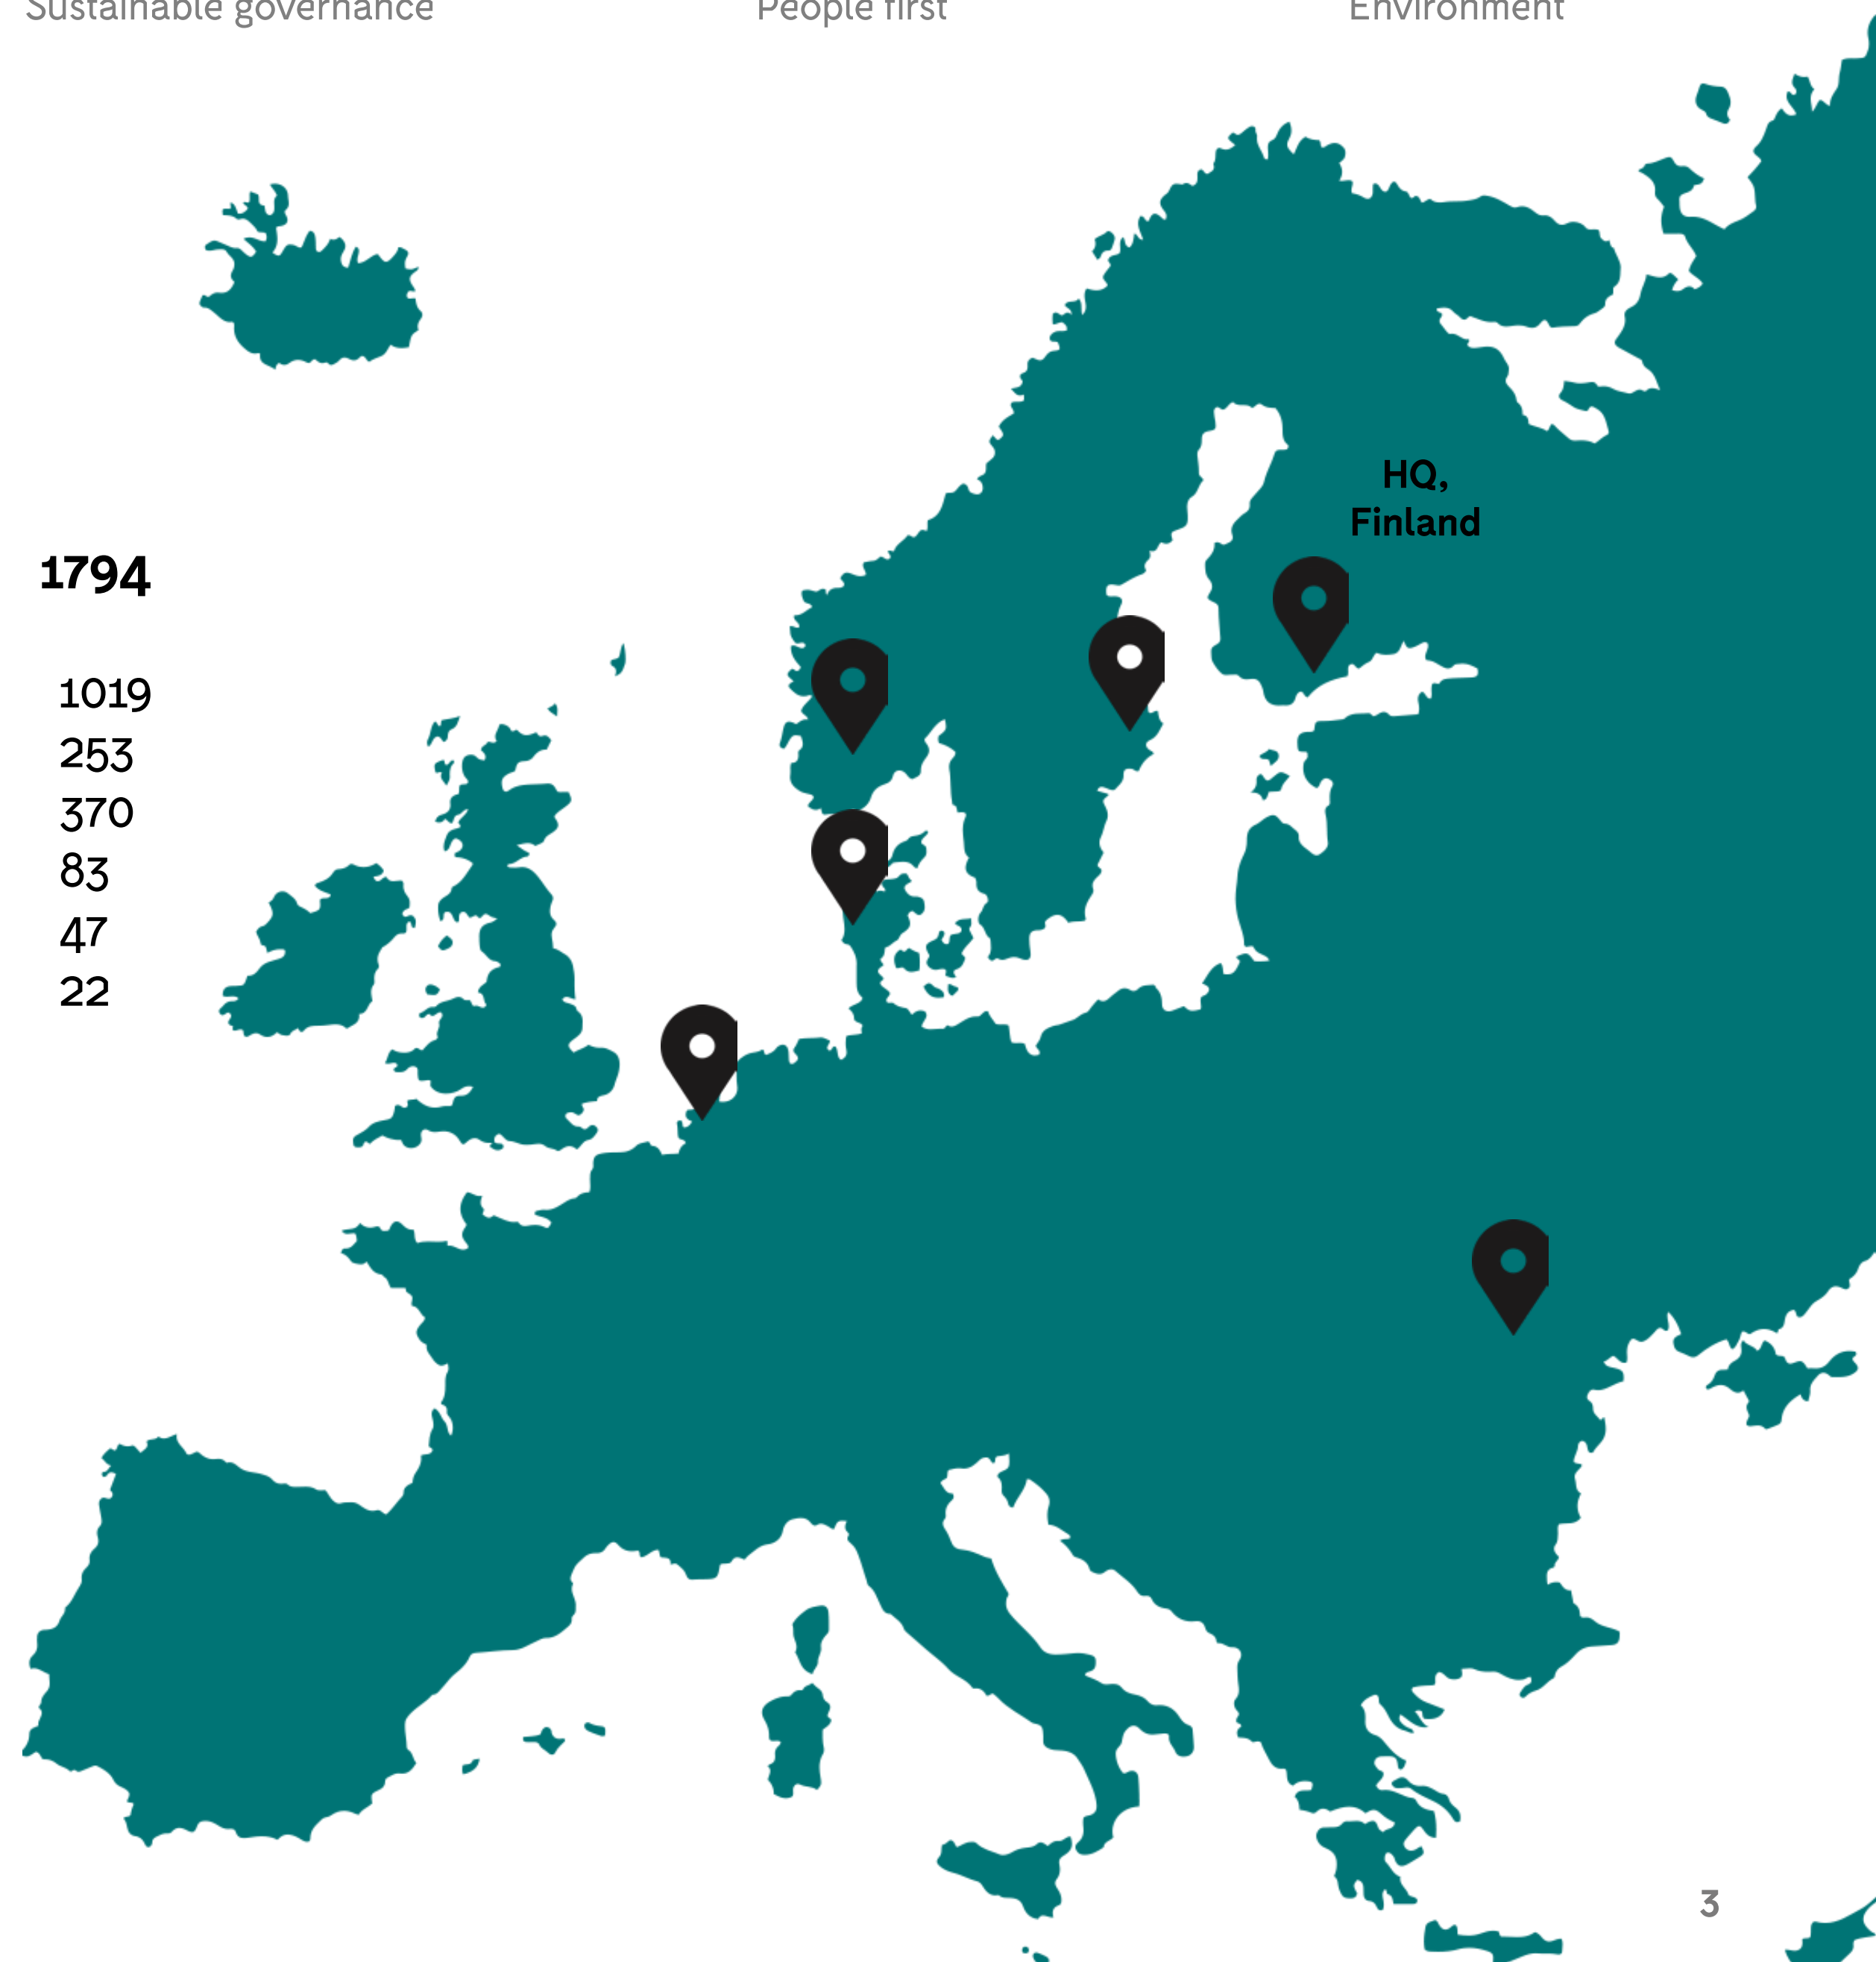 Sustainable governance
People first
Environment
HQ,
Finland
1794
1019
253
370
83
47
22
3